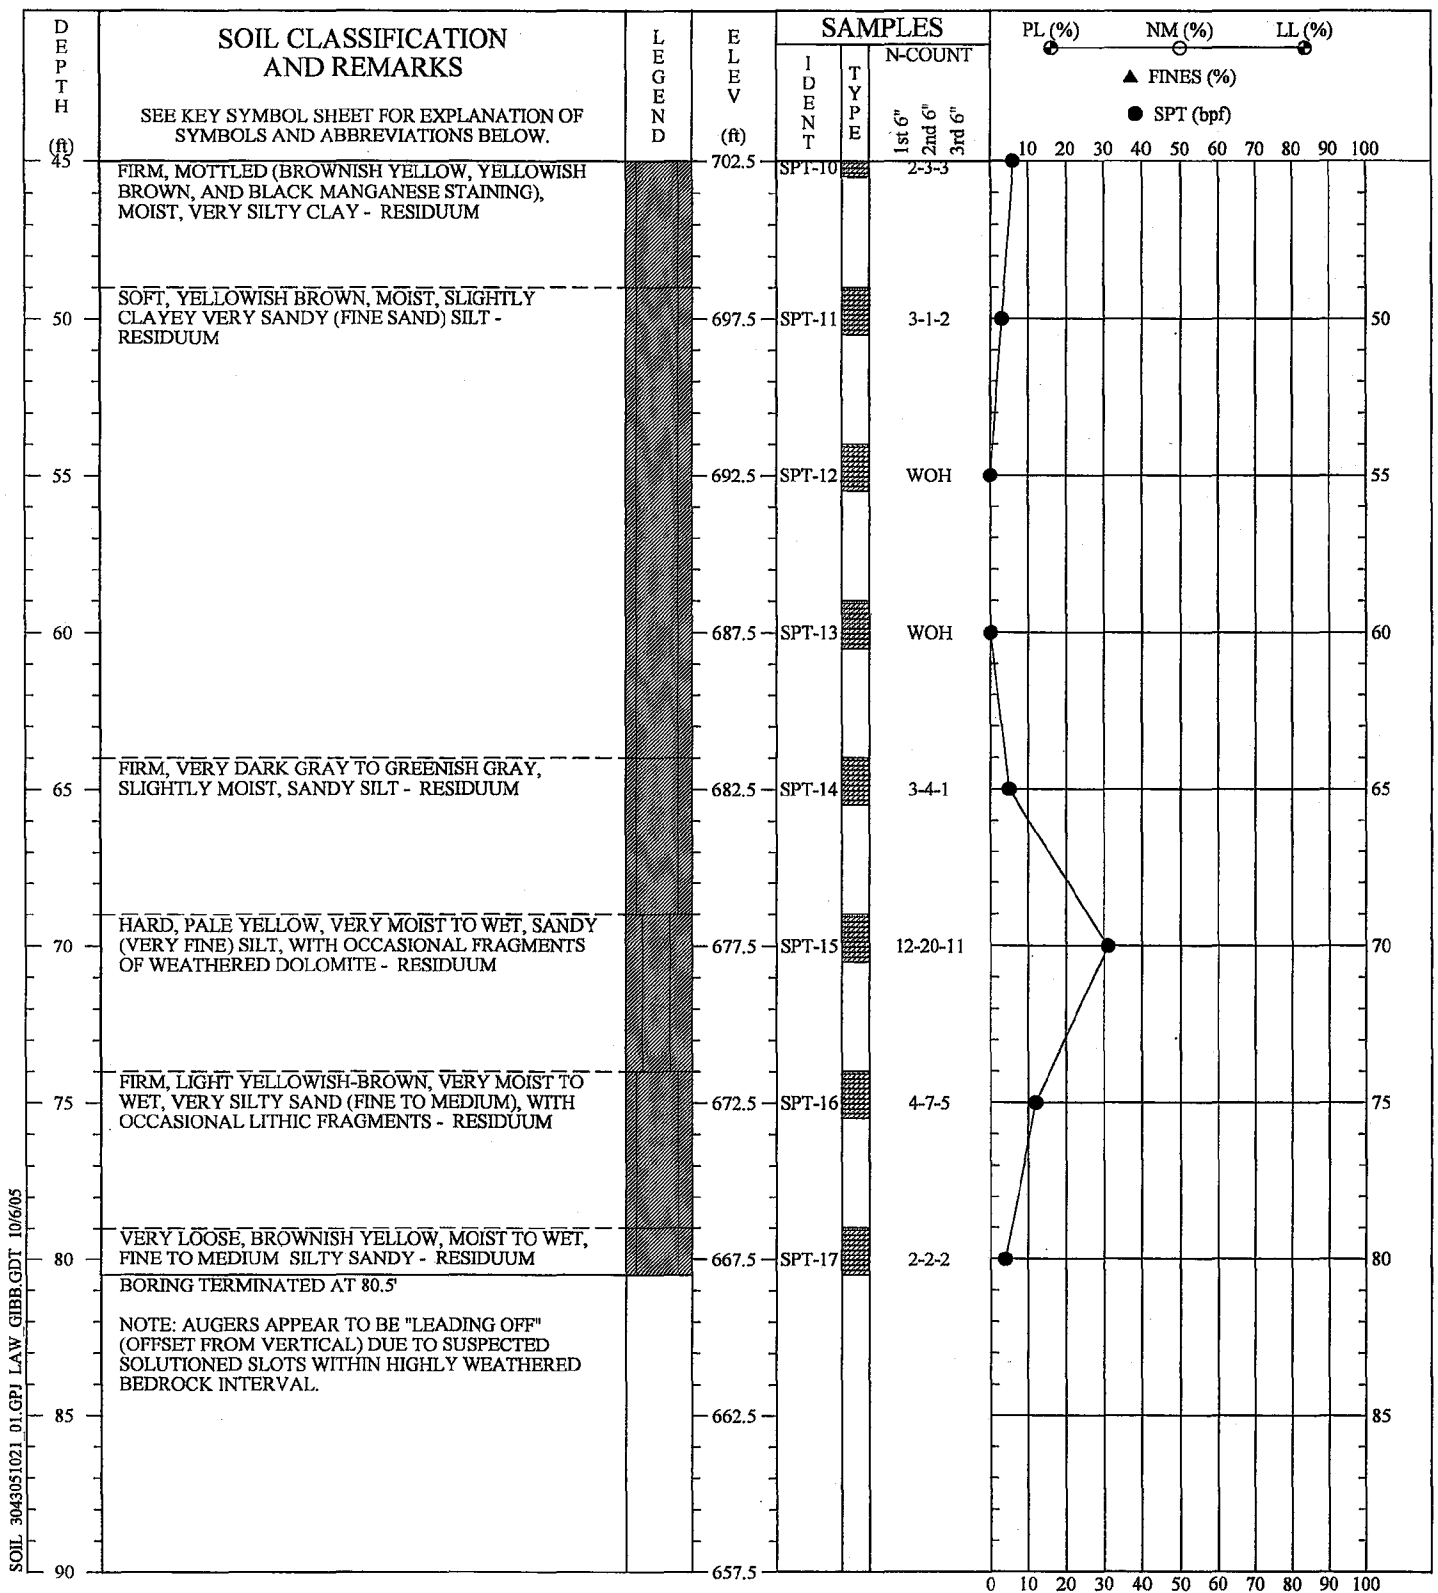 DEPTH
(ft)
SOIL CLASSIFICATION
AND REMARKS
SEE KEY SYMBOL SHEET FOR EXPLANATION OF
SYMBOLS AND ABBREVIATIONS BELOW.
LEGEND
ELEV
(ft)
SAMPLES
IDENT
TYPE
N-COUNT
1st 6"
2nd 6"
3rd 6"
PL (%) NM (%) LL (%)
▲ FINES (%)
● SPT (bpf)
10 20 30 40 50 60 70 80 90 100
45
FIRM, MOTTLED (BROWNISH YELLOW, YELLOWISH
BROWN, AND BLACK MANGANESE STAINING),
MOIST, VERY SILTY CLAY - RESIDUUM
702.5
SPT-10
2-3-3
SOFT, YELLOWISH BROWN, MOIST, SLIGHTLY
CLAYEY VERY SANDY (FINE SAND) SILT -
RESIDUUM
50
697.5
SPT-11
3-1-2
50
55
692.5
SPT-12
WOH
55
60
687.5
SPT-13
WOH
60
FIRM, VERY DARK GRAY TO GREENISH GRAY,
SLIGHTLY MOIST, SANDY SILT - RESIDUUM
65
682.5
SPT-14
3-4-1
65
HARD, PALE YELLOW, VERY MOIST TO WET, SANDY
(VERY FINE) SILT, WITH OCCASIONAL FRAGMENTS
OF WEATHERED DOLOMITE - RESIDUUM
70
677.5
SPT-15
12-20-11
70
FIRM, LIGHT YELLOWISH-BROWN, VERY MOIST TO
WET, VERY SILTY SAND (FINE TO MEDIUM), WITH
OCCASIONAL LITHIC FRAGMENTS - RESIDUUM
75
672.5
SPT-16
4-7-5
75
VERY LOOSE, BROWNISH YELLOW, MOIST TO WET,
FINE TO MEDIUM SILTY SANDY - RESIDUUM
80
667.5
SPT-17
2-2-2
80
BORING TERMINATED AT 80.5'
NOTE: AUGERS APPEAR TO BE "LEADING OFF"
(OFFSET FROM VERTICAL) DUE TO SUSPECTED
SOLUTIONED SLOTS WITHIN HIGHLY WEATHERED
BEDROCK INTERVAL.
85
662.5
85
90
657.5
0 10 20 30 40 50 60 70 80 90 100
SOIL 3043051021_01.GPJ LAW_GIBB.GDT 10/6/05